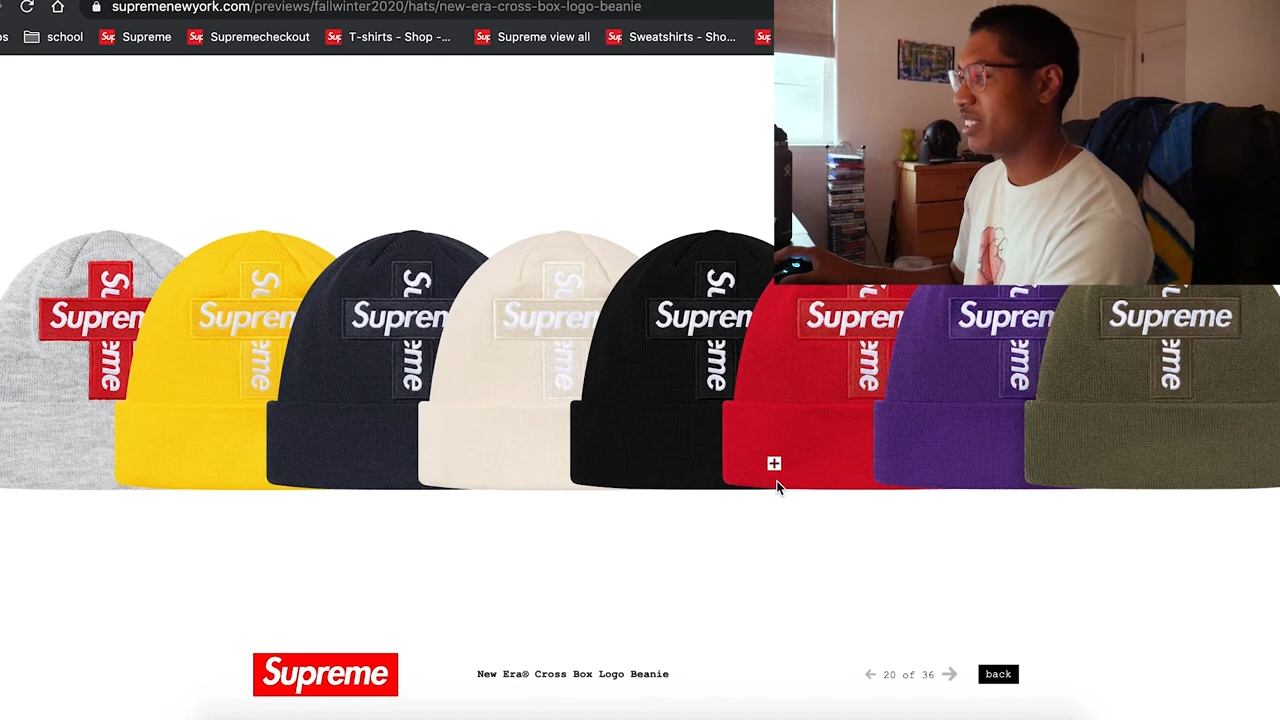 supremenewyork.com/previews/fallwinter2020/hats/new-era-cross-box-logo-beanie
school Supreme Supremecheckout T-shirts - Shop -... Supreme view all Sweatshirts - Sho...
Supreme
Supreme
Supreme
Supreme
Supreme
Supreme
Supreme
Supreme
Supreme
New Era® Cross Box Logo Beanie
20 of 36
back